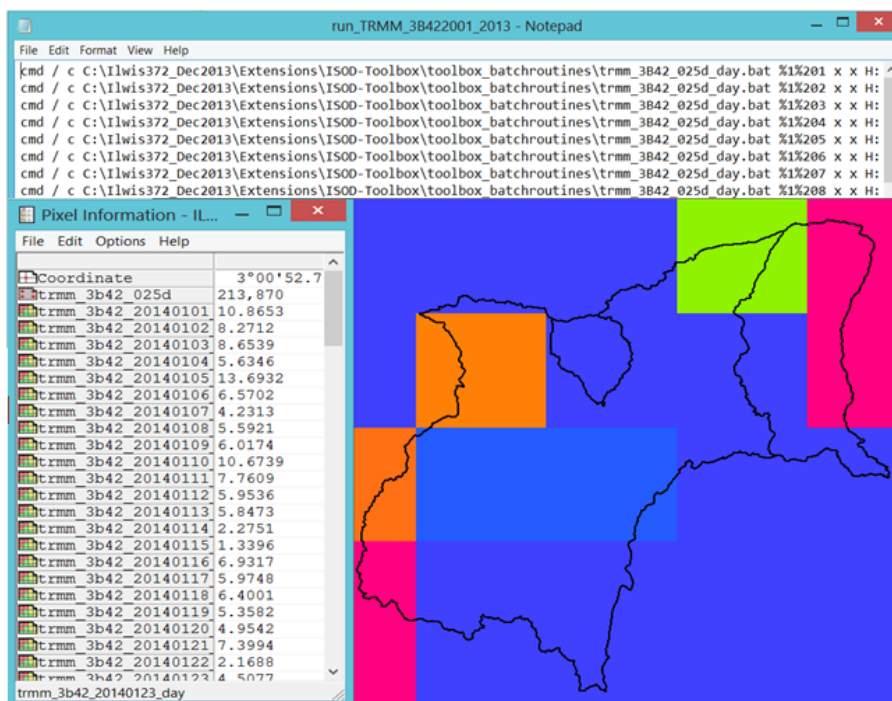 run_TRMM_3B422001_2013 - Notepad
File Edit Format View Help
cmd / c C:\Ilwis372_Dec2013\Extensions\ISOD-Toolbox\toolbox_batchroutines\trmm_3B42_025d_day.bat %1%201 x x H:
cmd / c C:\Ilwis372_Dec2013\Extensions\ISOD-Toolbox\toolbox_batchroutines\trmm_3B42_025d_day.bat %1%202 x x H:
cmd / c C:\Ilwis372_Dec2013\Extensions\ISOD-Toolbox\toolbox_batchroutines\trmm_3B42_025d_day.bat %1%203 x x H:
cmd / c C:\Ilwis372_Dec2013\Extensions\ISOD-Toolbox\toolbox_batchroutines\trmm_3B42_025d_day.bat %1%204 x x H:
cmd / c C:\Ilwis372_Dec2013\Extensions\ISOD-Toolbox\toolbox_batchroutines\trmm_3B42_025d_day.bat %1%205 x x H:
cmd / c C:\Ilwis372_Dec2013\Extensions\ISOD-Toolbox\toolbox_batchroutines\trmm_3B42_025d_day.bat %1%206 x x H:
cmd / c C:\Ilwis372_Dec2013\Extensions\ISOD-Toolbox\toolbox_batchroutines\trmm_3B42_025d_day.bat %1%207 x x H:
cmd / c C:\Ilwis372_Dec2013\Extensions\ISOD-Toolbox\toolbox_batchroutines\trmm_3B42_025d_day.bat %1%208 x x H:
Pixel Information - IL...
File Edit Options Help
Coordinate 3°00'52.7
trmm_3b42_025d 213,870
trmm_3b42_20140101 10.8653
trmm_3b42_20140102 8.2712
trmm_3b42_20140103 8.6539
trmm_3b42_20140104 5.6346
trmm_3b42_20140105 13.6932
trmm_3b42_20140106 6.5702
trmm_3b42_20140107 4.2313
trmm_3b42_20140108 5.5921
trmm_3b42_20140109 6.0174
trmm_3b42_20140110 10.6739
trmm_3b42_20140111 7.7609
trmm_3b42_20140112 5.9536
trmm_3b42_20140113 5.8473
trmm_3b42_20140114 2.2751
trmm_3b42_20140115 1.3396
trmm_3b42_20140116 6.9317
trmm_3b42_20140117 5.9748
trmm_3b42_20140118 6.4001
trmm_3b42_20140119 5.3582
trmm_3b42_20140120 4.9542
trmm_3b42_20140121 7.3994
trmm_3b42_20140122 2.1688
trmm_3b42_20140123 4.5077
trmm_3b42_20140123_day